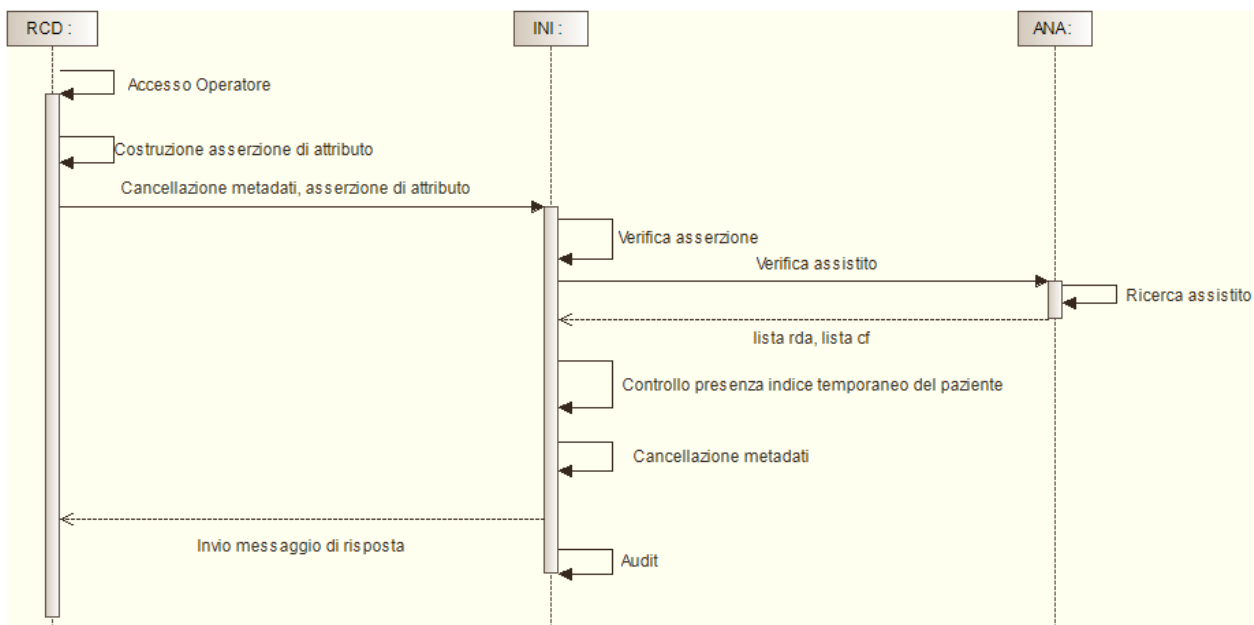 RCD :
INI :
ANA:
Accesso Operatore
Costruzione asserzione di attributo
Cancellazione metadati, asserzione di attributo
Verifica asserzione
Verifica assistito
Ricerca assistito
lista rda, lista cf
Controllo presenza indice temporaneo del paziente
Cancellazione metadati
Invio messaggio di risposta
Audit